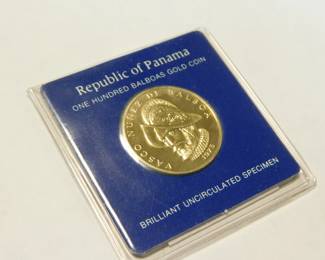 Republic of Panama
ONE HUNDRED BALBOAS GOLD COIN
VASCO NUÑEZ DE BALBOA
1975
BRILLIANT UNCIRCULATED SPECIMEN